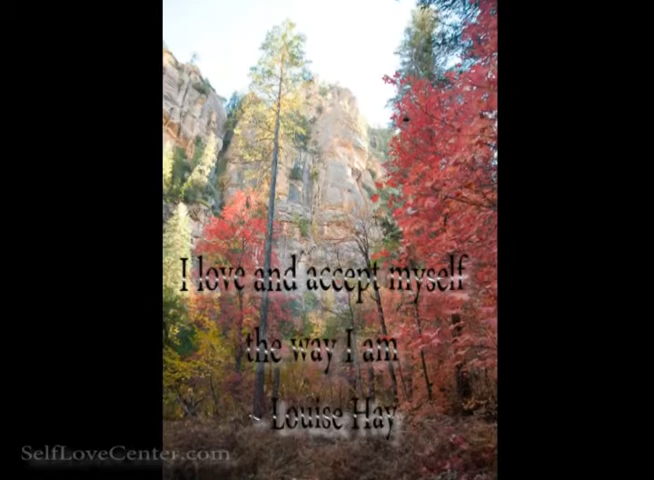 I love and accept myself
the way I am
Louise Hay
SelfLoveCenter.com